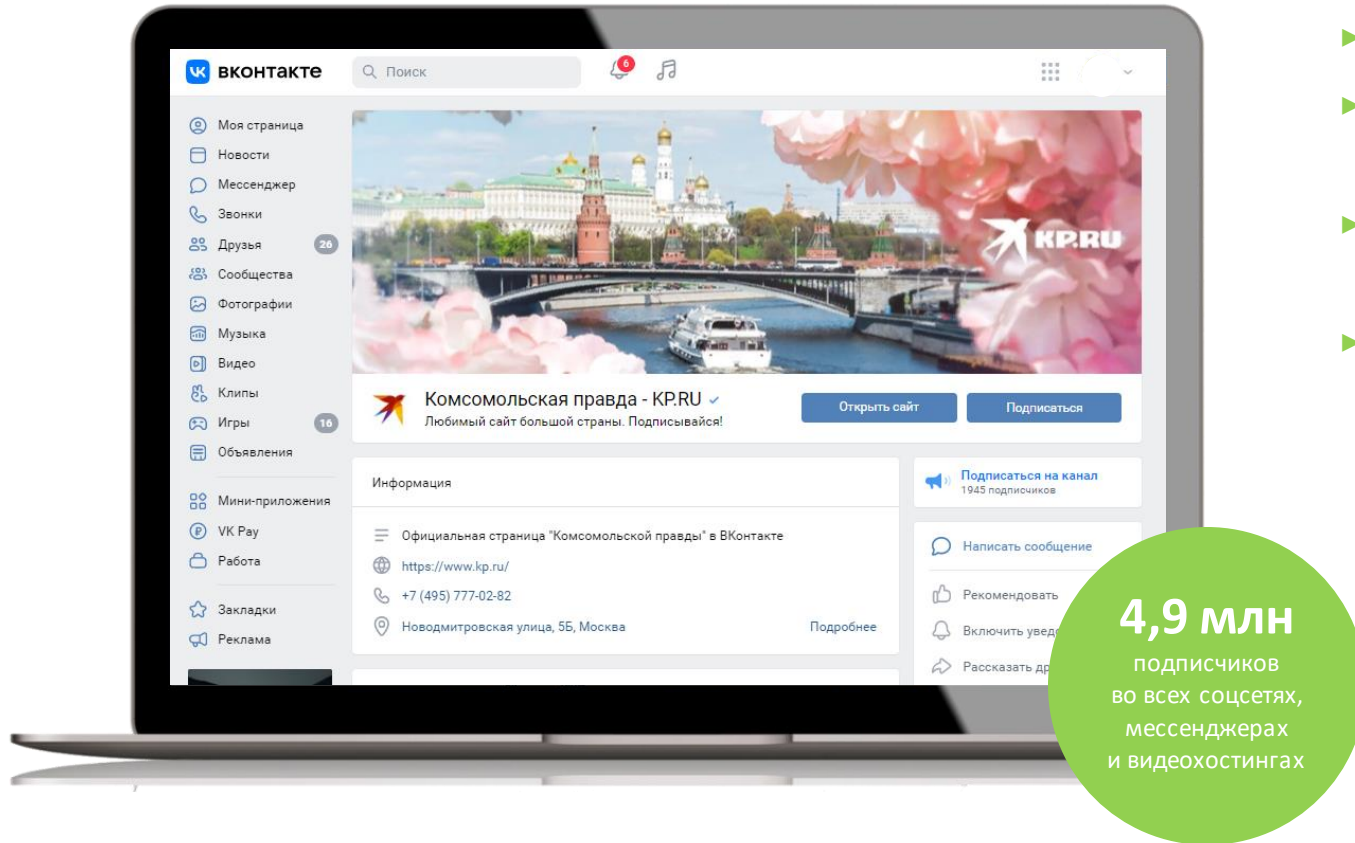 вконтакте
Поиск
6
Моя страница
Новости
Мессенджер
Звонки
Друзья 26
Сообщества
Фотографии
Музыка
Видео
Клипы
Игры 16
Объявления
Мини-приложения
VK Pay
Работа
Закладки
Реклама
KP.RU
Комсомольская правда - KP.RU
Любимый сайт большой страны. Подписывайся!
Открыть сайт
Подписаться
Информация
Официальная страница "Комсомольской правды" в ВКонтакте
https://www.kp.ru/
+7 (495) 777-02-82
Новодмитровская улица, 5Б, Москва
Подробнее
Подписаться на канал
1945 подписчиков
Написать сообщение
Рекомендовать
Включить увед
Рассказать др
4,9 млн
подписчиков
во всех соцсетях,
мессенджерах
и видеохостингах